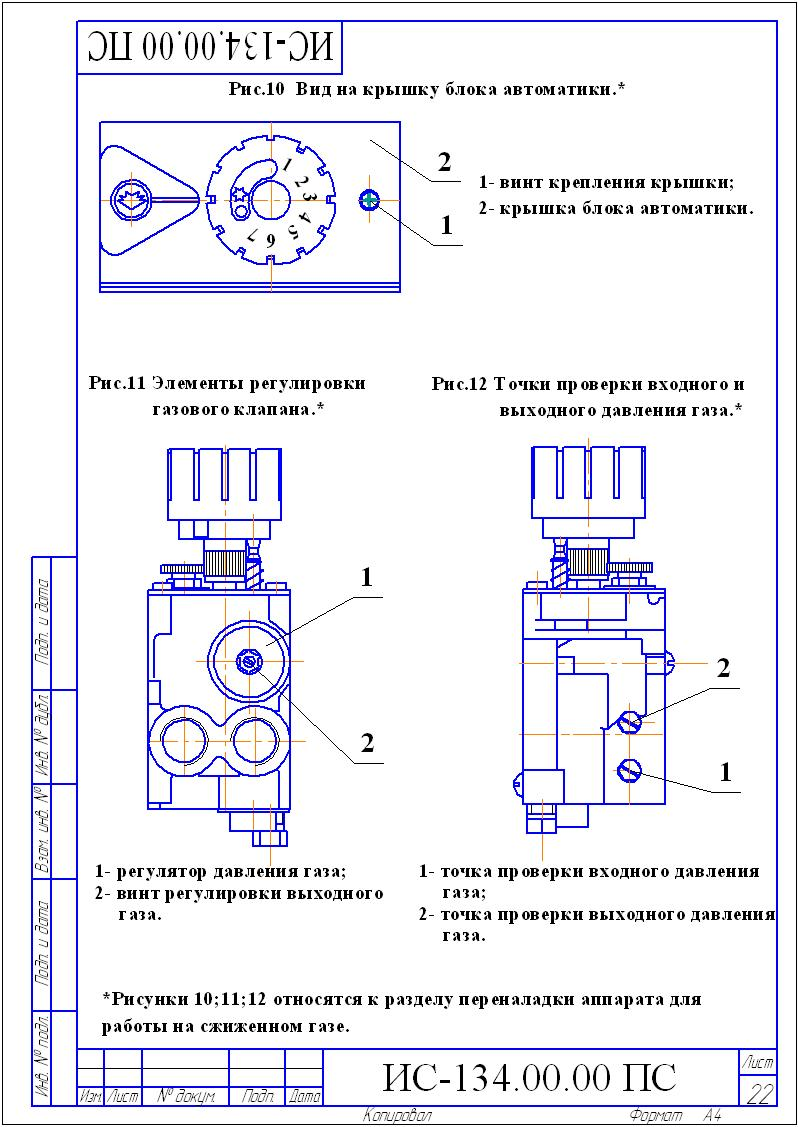 ИС-134.00.00 ПС
Рис.10 Вид на крышку блока автоматики.*
1 2 3 4 5 6 7
2
1
1- винт крепления крышки;
2- крышка блока автоматики.
Рис.11 Элементы регулировки
газового клапана.*
Рис.12 Точки проверки входного и
выходного давления газа.*
1
2
2
1
1- регулятор давления газа;
2- винт регулировки выходного
газа.
1- точка проверки входного давления
газа;
2- точка проверки выходного давления
газа.
*Рисунки 10;11;12 относятся к разделу переналадки аппарата для
работы на сжиженном газе.
Подп. и дата
Инв. № дубл.
Взам. инв. №
Подп. и дата
Инв. № подл.
Изм. Лист № докум. Подп. Дата
ИС-134.00.00 ПС
Лист
22
Копировал Формат А4